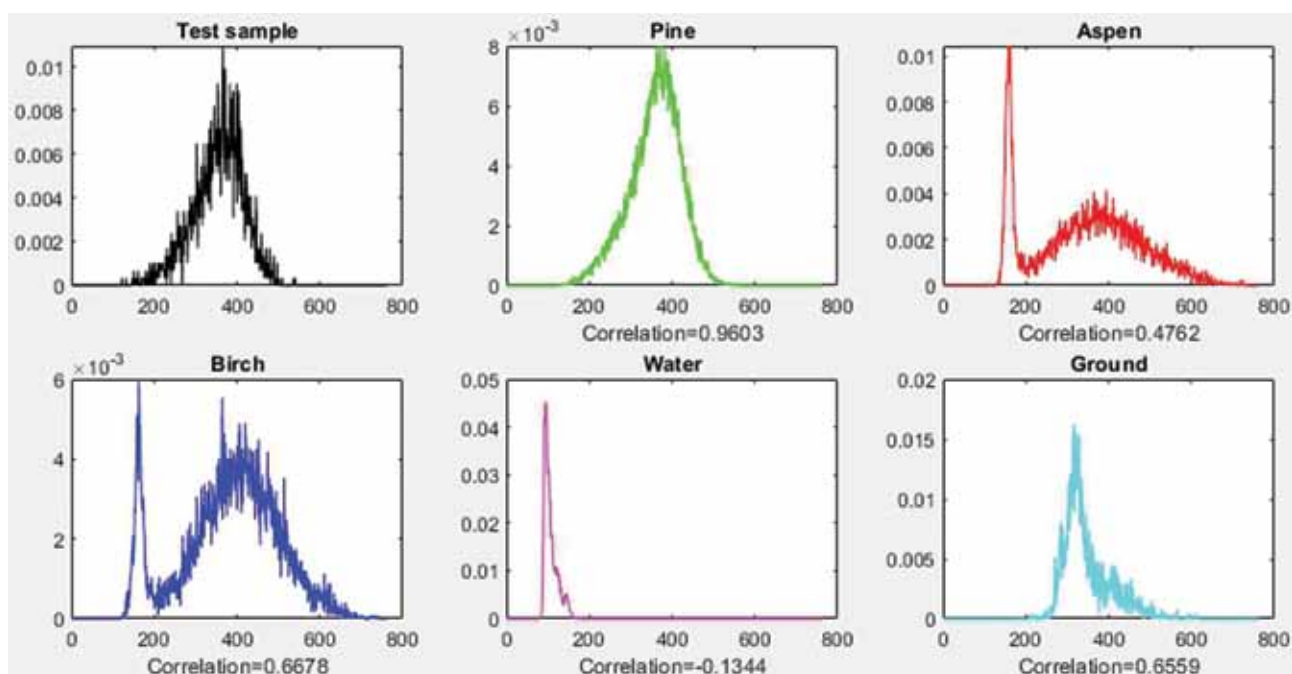 Test sample
0.01
0.008
0.006
0.004
0.002
0
0 200 400 600 800
Pine
×10-3
8
6
4
2
0
0 200 400 600 800
Correlation=0.9603
Aspen
0.01
0.008
0.006
0.004
0.002
0
0 200 400 600 800
Correlation=0.4762
Birch
×10-3
6
4
2
0
0 200 400 600 800
Correlation=0.6678
Water
0.05
0.04
0.03
0.02
0.01
0
0 200 400 600 800
Correlation=-0.1344
Ground
0.02
0.015
0.01
0.005
0
0 200 400 600 800
Correlation=0.6559